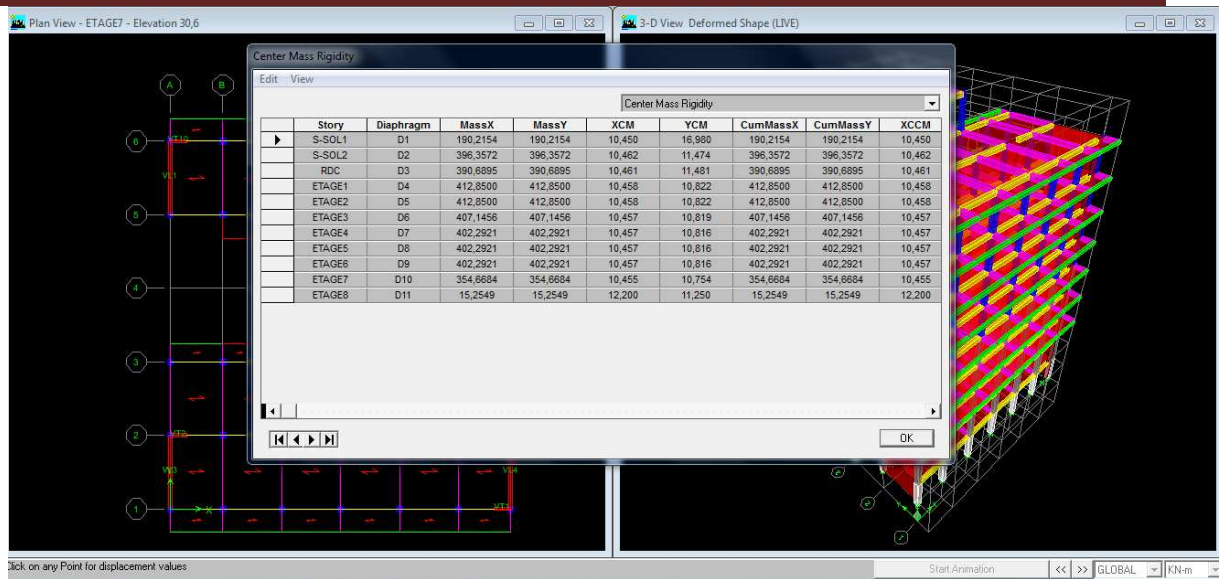 Plan View - ETAGE7 - Elevation 30,6
3-D View Deformed Shape (LIVE)
Center Mass Rigidity
Edit View
Center Mass Rigidity
Story Diaphragm MassX MassY XCM YCM CumMassX CumMassY XCCM
S-SOL1 D1 190,2154 190,2154 10,450 16,980 190,2154 190,2154 10,450
S-SOL2 D2 396,3572 396,3572 10,462 11,474 396,3572 396,3572 10,462
RDC D3 390,6895 390,6895 10,461 11,481 390,6895 390,6895 10,461
ETAGE1 D4 412,8500 412,8500 10,458 10,822 412,8500 412,8500 10,458
ETAGE2 D5 412,8500 412,8500 10,458 10,822 412,8500 412,8500 10,458
ETAGE3 D6 407,1456 407,1456 10,457 10,819 407,1456 407,1456 10,457
ETAGE4 D7 402,2921 402,2921 10,457 10,816 402,2921 402,2921 10,457
ETAGE5 D8 402,2921 402,2921 10,457 10,816 402,2921 402,2921 10,457
ETAGE6 D9 402,2921 402,2921 10,457 10,816 402,2921 402,2921 10,457
ETAGE7 D10 354,6684 354,6684 10,455 10,754 354,6684 354,6684 10,455
ETAGE8 D11 15,2549 15,2549 12,200 11,250 15,2549 15,2549 12,200
OK
A B
6
5
4
3
2
1
VL1
VT2
VT1
X
Click on any Point for displacement values
Start Animation << >> GLOBAL KN-m